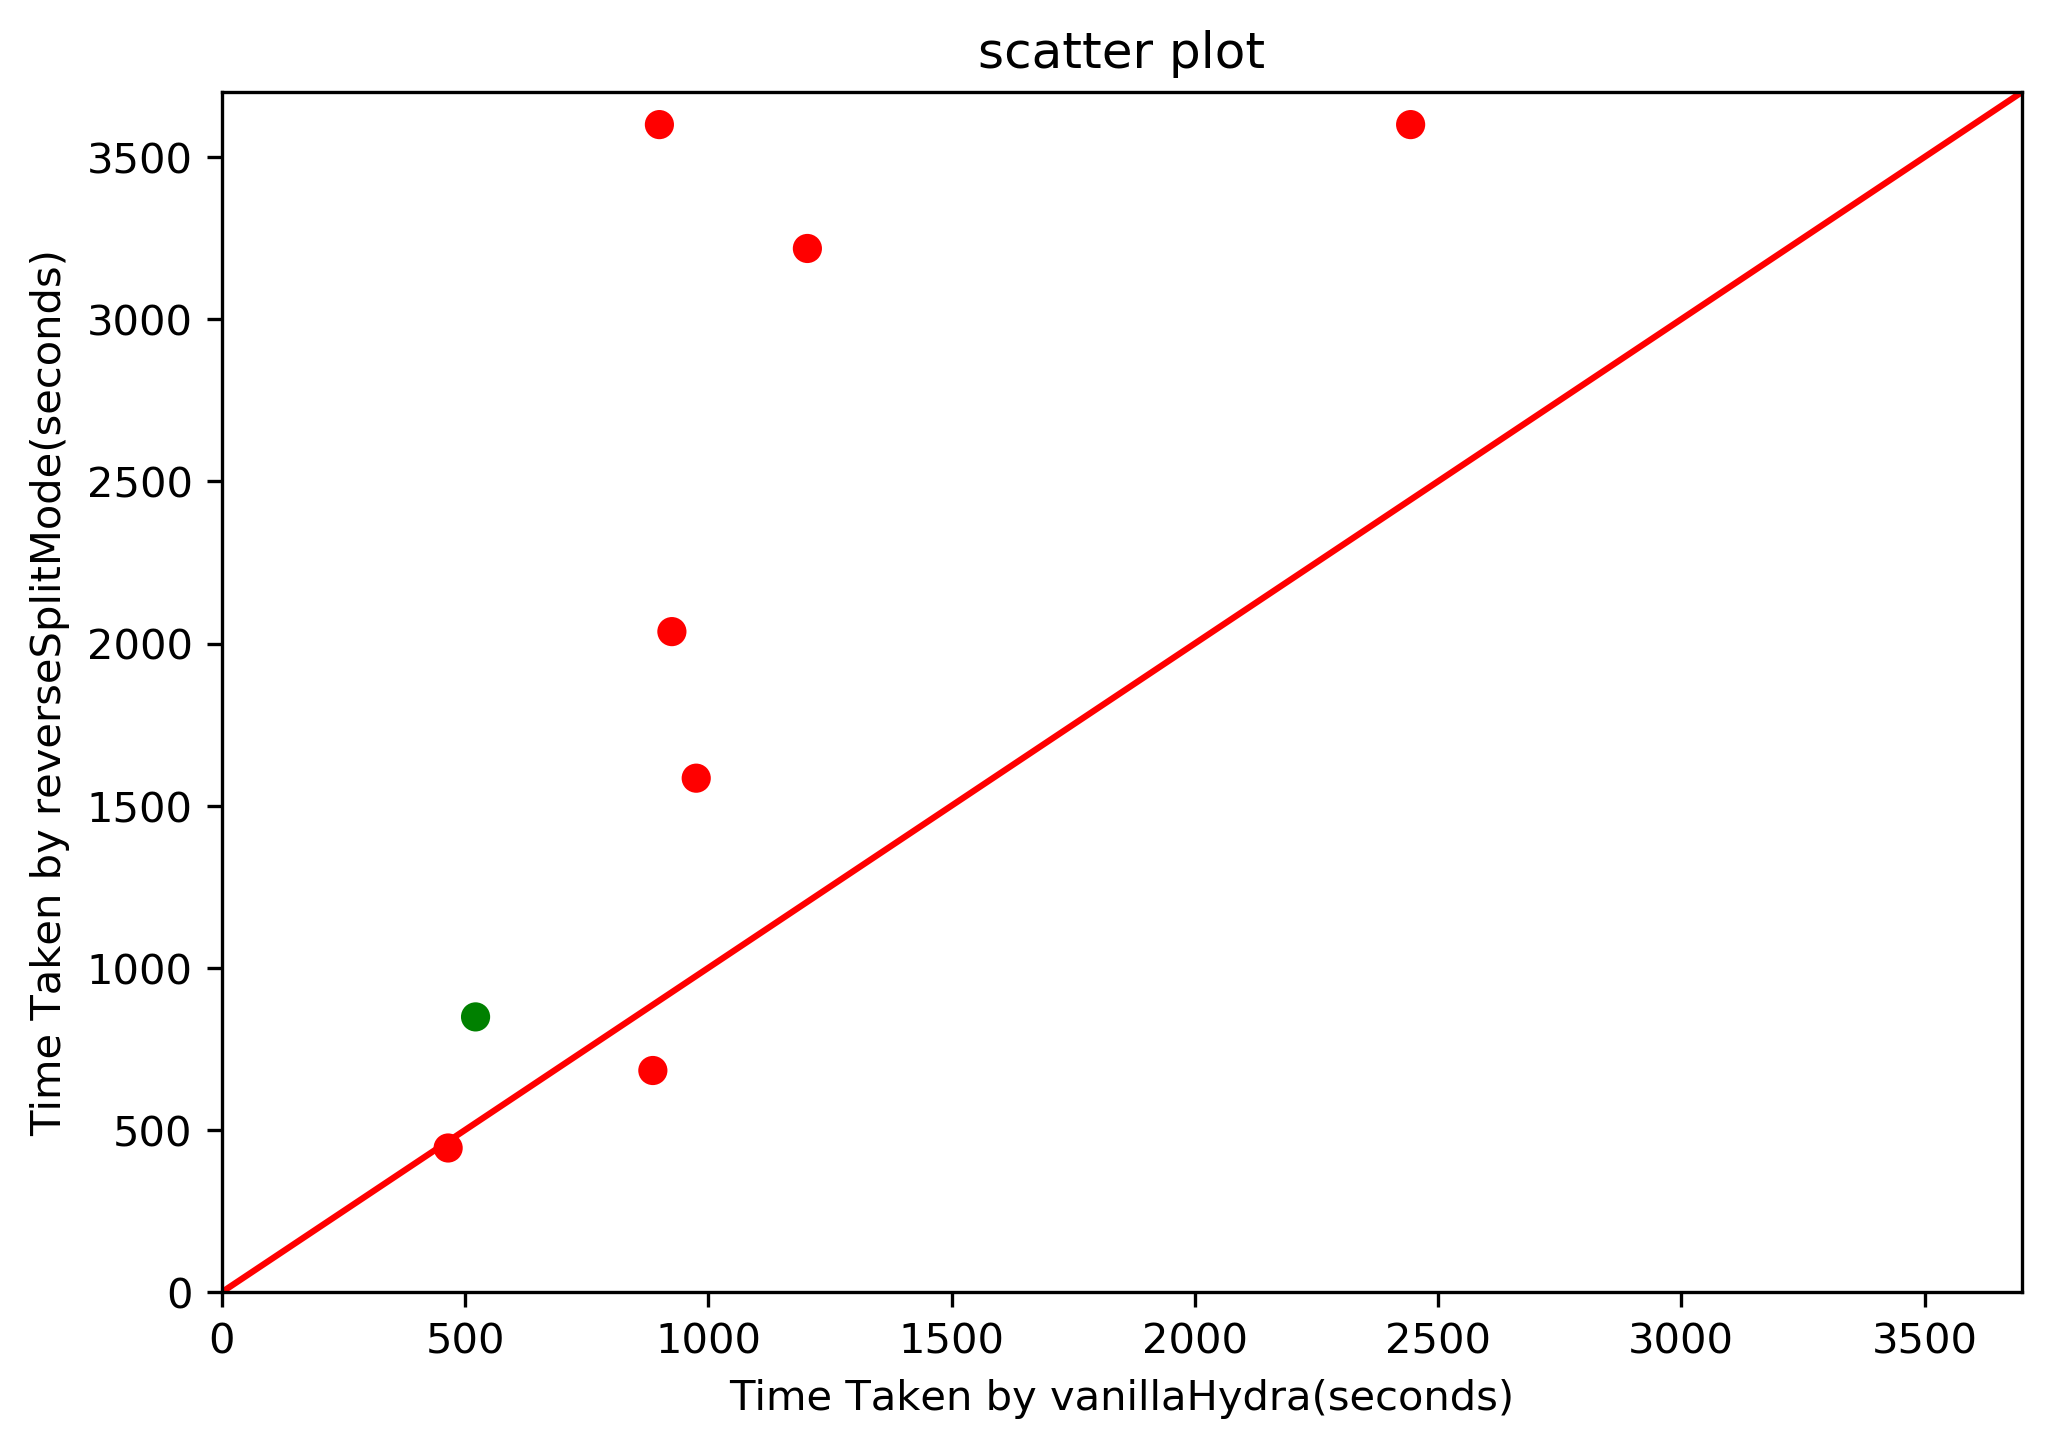 scatter plot
3500
3000
2500
2000
1500
1000
500
0
Time Taken by reverseSplitMode(seconds)
0 500 1000 1500 2000 2500 3000 3500
Time Taken by vanillaHydra(seconds)